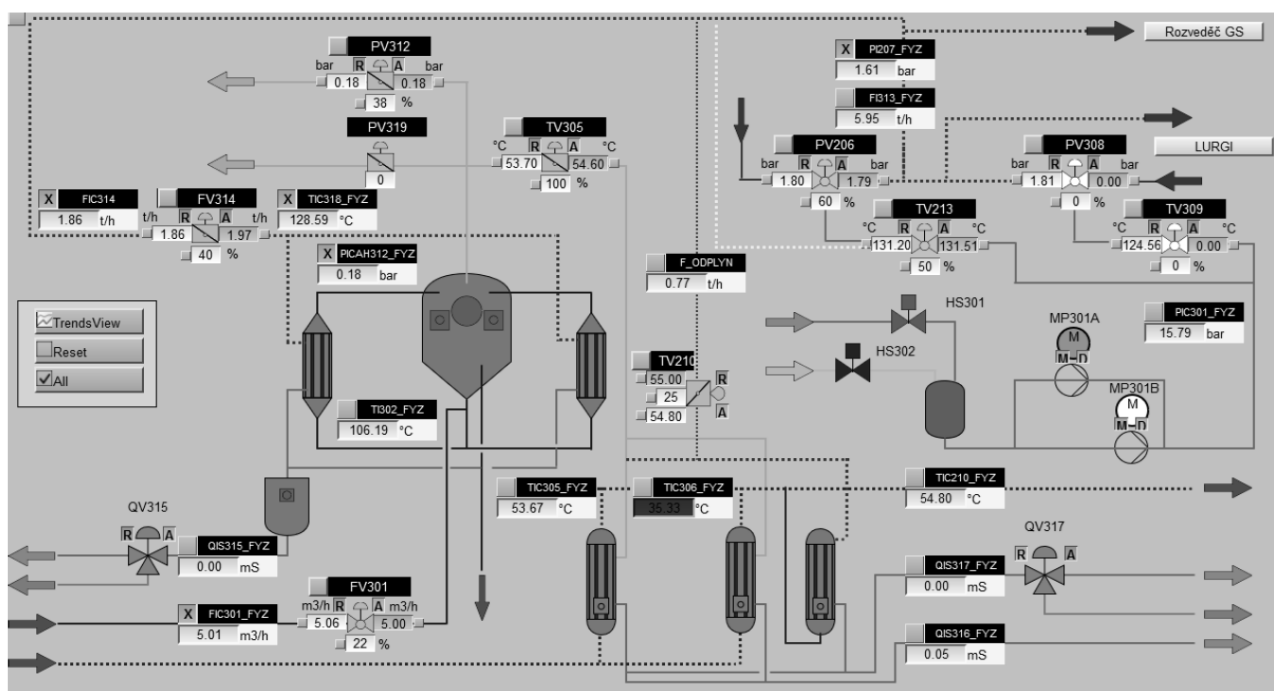 PV312
bar R A bar
0.18 0.18
38 %
PV319
0
TV305
°C R A °C
53.70 54.60
100 %
X PI207_FYZ
1.61 bar
FI313_FYZ
5.95 t/h
Rozveděč GS
LURGI
PV206
bar R A bar
1.80 1.79
60 %
PV308
bar R A bar
1.81 0.00
0 %
X FIC314
1.86 t/h
FV314
t/h R A t/h
1.86 1.97
40 %
X TIC318_FYZ
128.59 °C
TV213
°C R A °C
131.20 131.51
50 %
TV309
°C R A °C
124.56 0.00
0 %
X PICAH312_FYZ
0.18 bar
F_ODPLYN
0.77 t/h
HS301
HS302
MP301A
M
M D
MP301B
M
M D
PIC301_FYZ
15.79 bar
TrendsView
Reset
All
TV210
55.00 R
25
54.80 A
TI302_FYZ
106.19 °C
TIC305_FYZ
53.67 °C
TIC306_FYZ
35.33 °C
TIC210_FYZ
54.80 °C
QV315
R A
QIS315_FYZ
0.00 mS
QV317
R A
QIS317_FYZ
0.00 mS
X FIC301_FYZ
5.01 m3/h
FV301
m3/h R A m3/h
5.06 5.00
22 %
QIS316_FYZ
0.05 mS